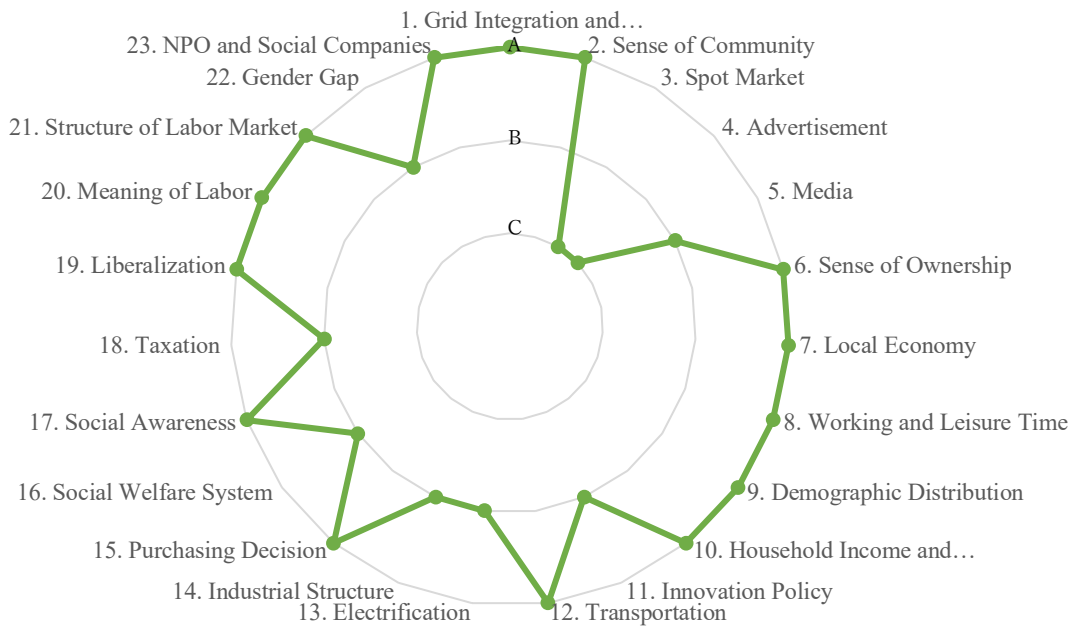 1. Grid Integration and…
23. NPO and Social Companies
A
2. Sense of Community
22. Gender Gap
3. Spot Market
21. Structure of Labor Market
4. Advertisement
B
20. Meaning of Labor
5. Media
C
19. Liberalization
6. Sense of Ownership
18. Taxation
7. Local Economy
17. Social Awareness
8. Working and Leisure Time
16. Social Welfare System
9. Demographic Distribution
15. Purchasing Decision
10. Household Income and…
14. Industrial Structure
11. Innovation Policy
13. Electrification
12. Transportation